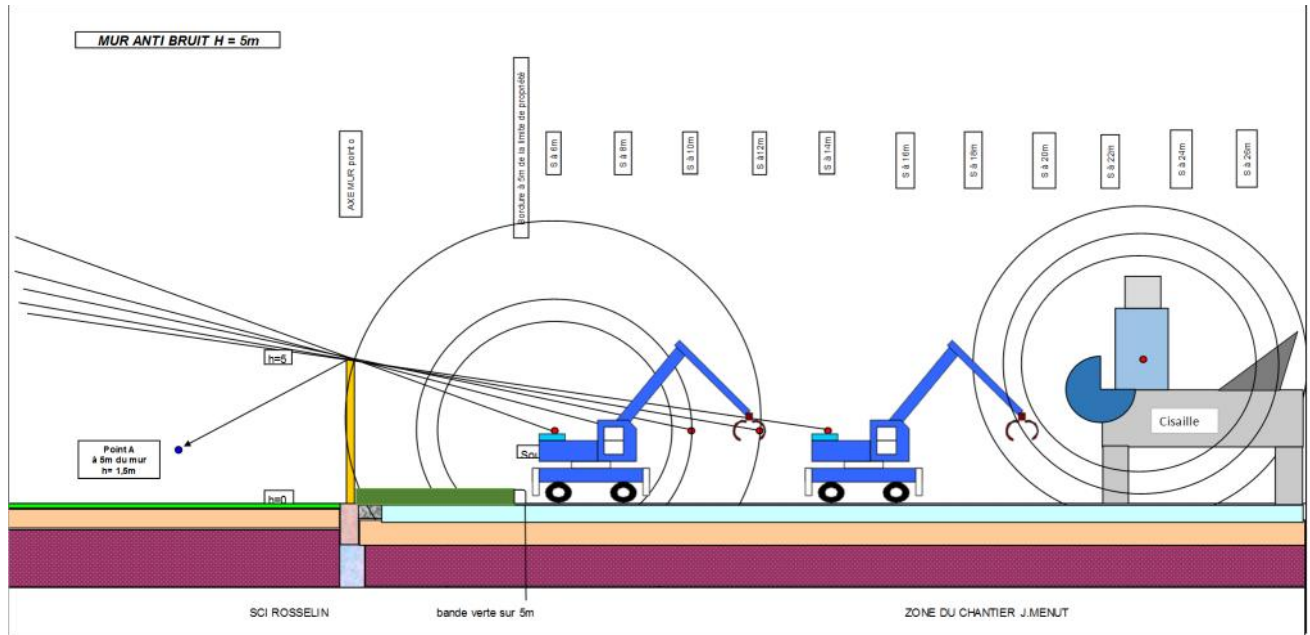 MUR ANTI BRUIT H = 5m
AXE MUR point o
Bordure à 5m de la limite de propriété
S à 6m
S à 8m
S à 10m
S à12m
S à 14m
S à 16m
S à 18m
S à 20m
S à 22m
S à 24m
S à 26m
h=5
Point A
à 5m du mur
h= 1,5m
Sou
h=0
Cisaille
SCI ROSSELIN
bande verte sur 5m
ZONE DU CHANTIER J.MENUT